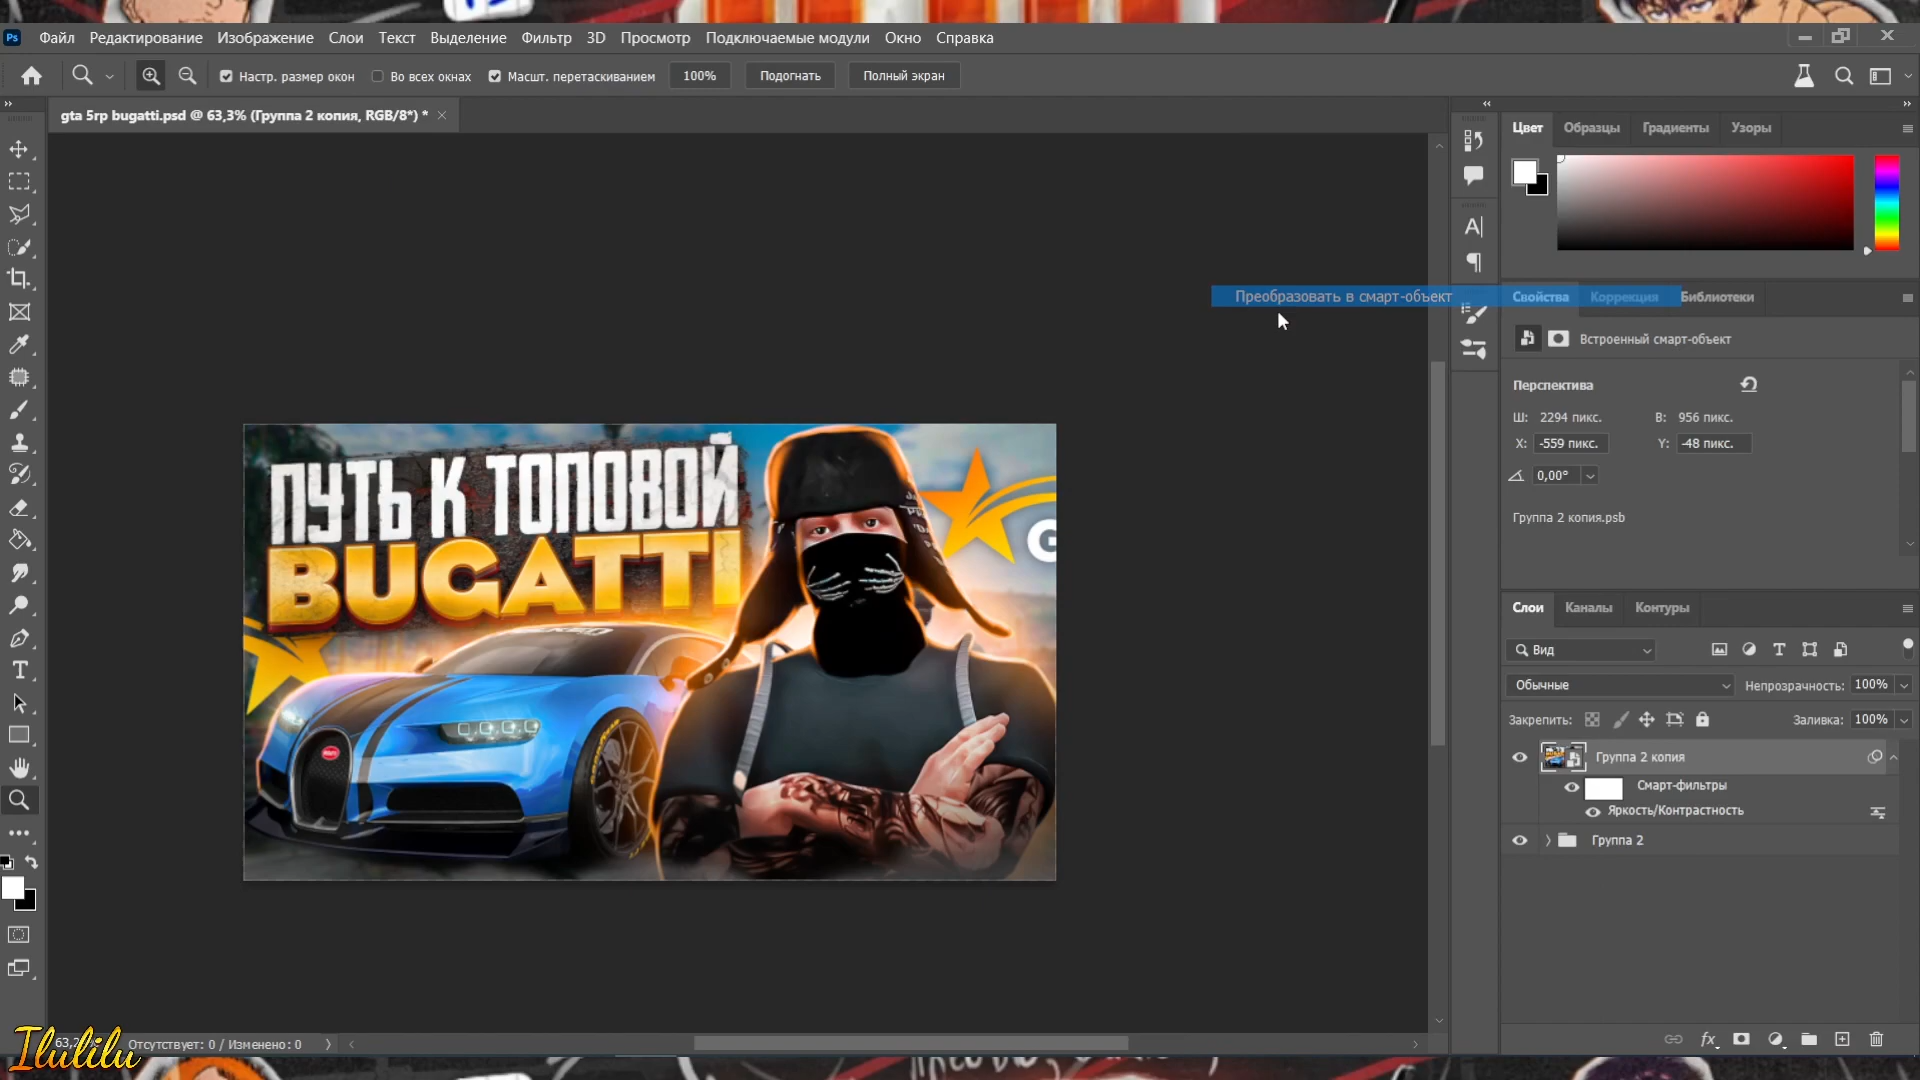 Ps Файл Редактирование Изображение Слои Текст Выделение Фильтр 3D Просмотр Подключаемые модули Окно Справка
Настр. размер окон Во всех окнах Масшт. перетаскиванием 100% Подогнать Полный экран
gta 5rp bugatti.psd @ 63,3% (Группа 2 копия, RGB/8*) *
Цвет Образцы Градиенты Узоры
Преобразовать в смарт-объект
Свойства Коррекция Библиотеки
Встроенный смарт-объект
Перспектива
Ш: 2294 пикс. В: 956 пикс.
X: -559 пикс. Y: -48 пикс.
0,00°
Группа 2 копия.psb
ПУТЬ К ТОПОВОЙ
BUGATTI
G
Слои Каналы Контуры
Вид
Обычные Непрозрачность: 100%
Закрепить: Заливка: 100%
Группа 2 копия
Смарт-фильтры
Яркость/Контрастность
Группа 2
fx
Отсутствует: 0 / Изменено: 0
Ilulilu